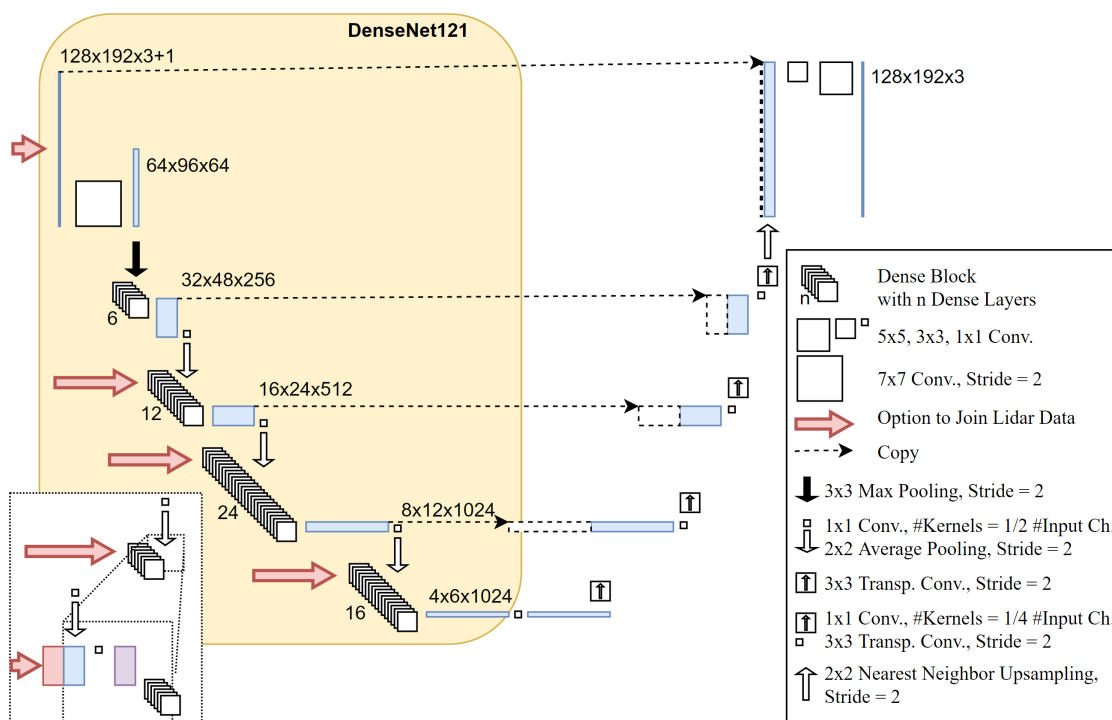 DenseNet121
128x192x3+1
128x192x3
64x96x64
32x48x256
6
16x24x512
12
24
8x12x1024
16
4x6x1024
n
Dense Block
with n Dense Layers
5x5, 3x3, 1x1 Conv.
7x7 Conv., Stride = 2
Option to Join Lidar Data
Copy
3x3 Max Pooling, Stride = 2
1x1 Conv., #Kernels = 1/2 #Input Ch.
2x2 Average Pooling, Stride = 2
3x3 Transp. Conv., Stride = 2
1x1 Conv., #Kernels = 1/4 #Input Ch.
3x3 Transp. Conv., Stride = 2
2x2 Nearest Neighbor Upsampling,
Stride = 2